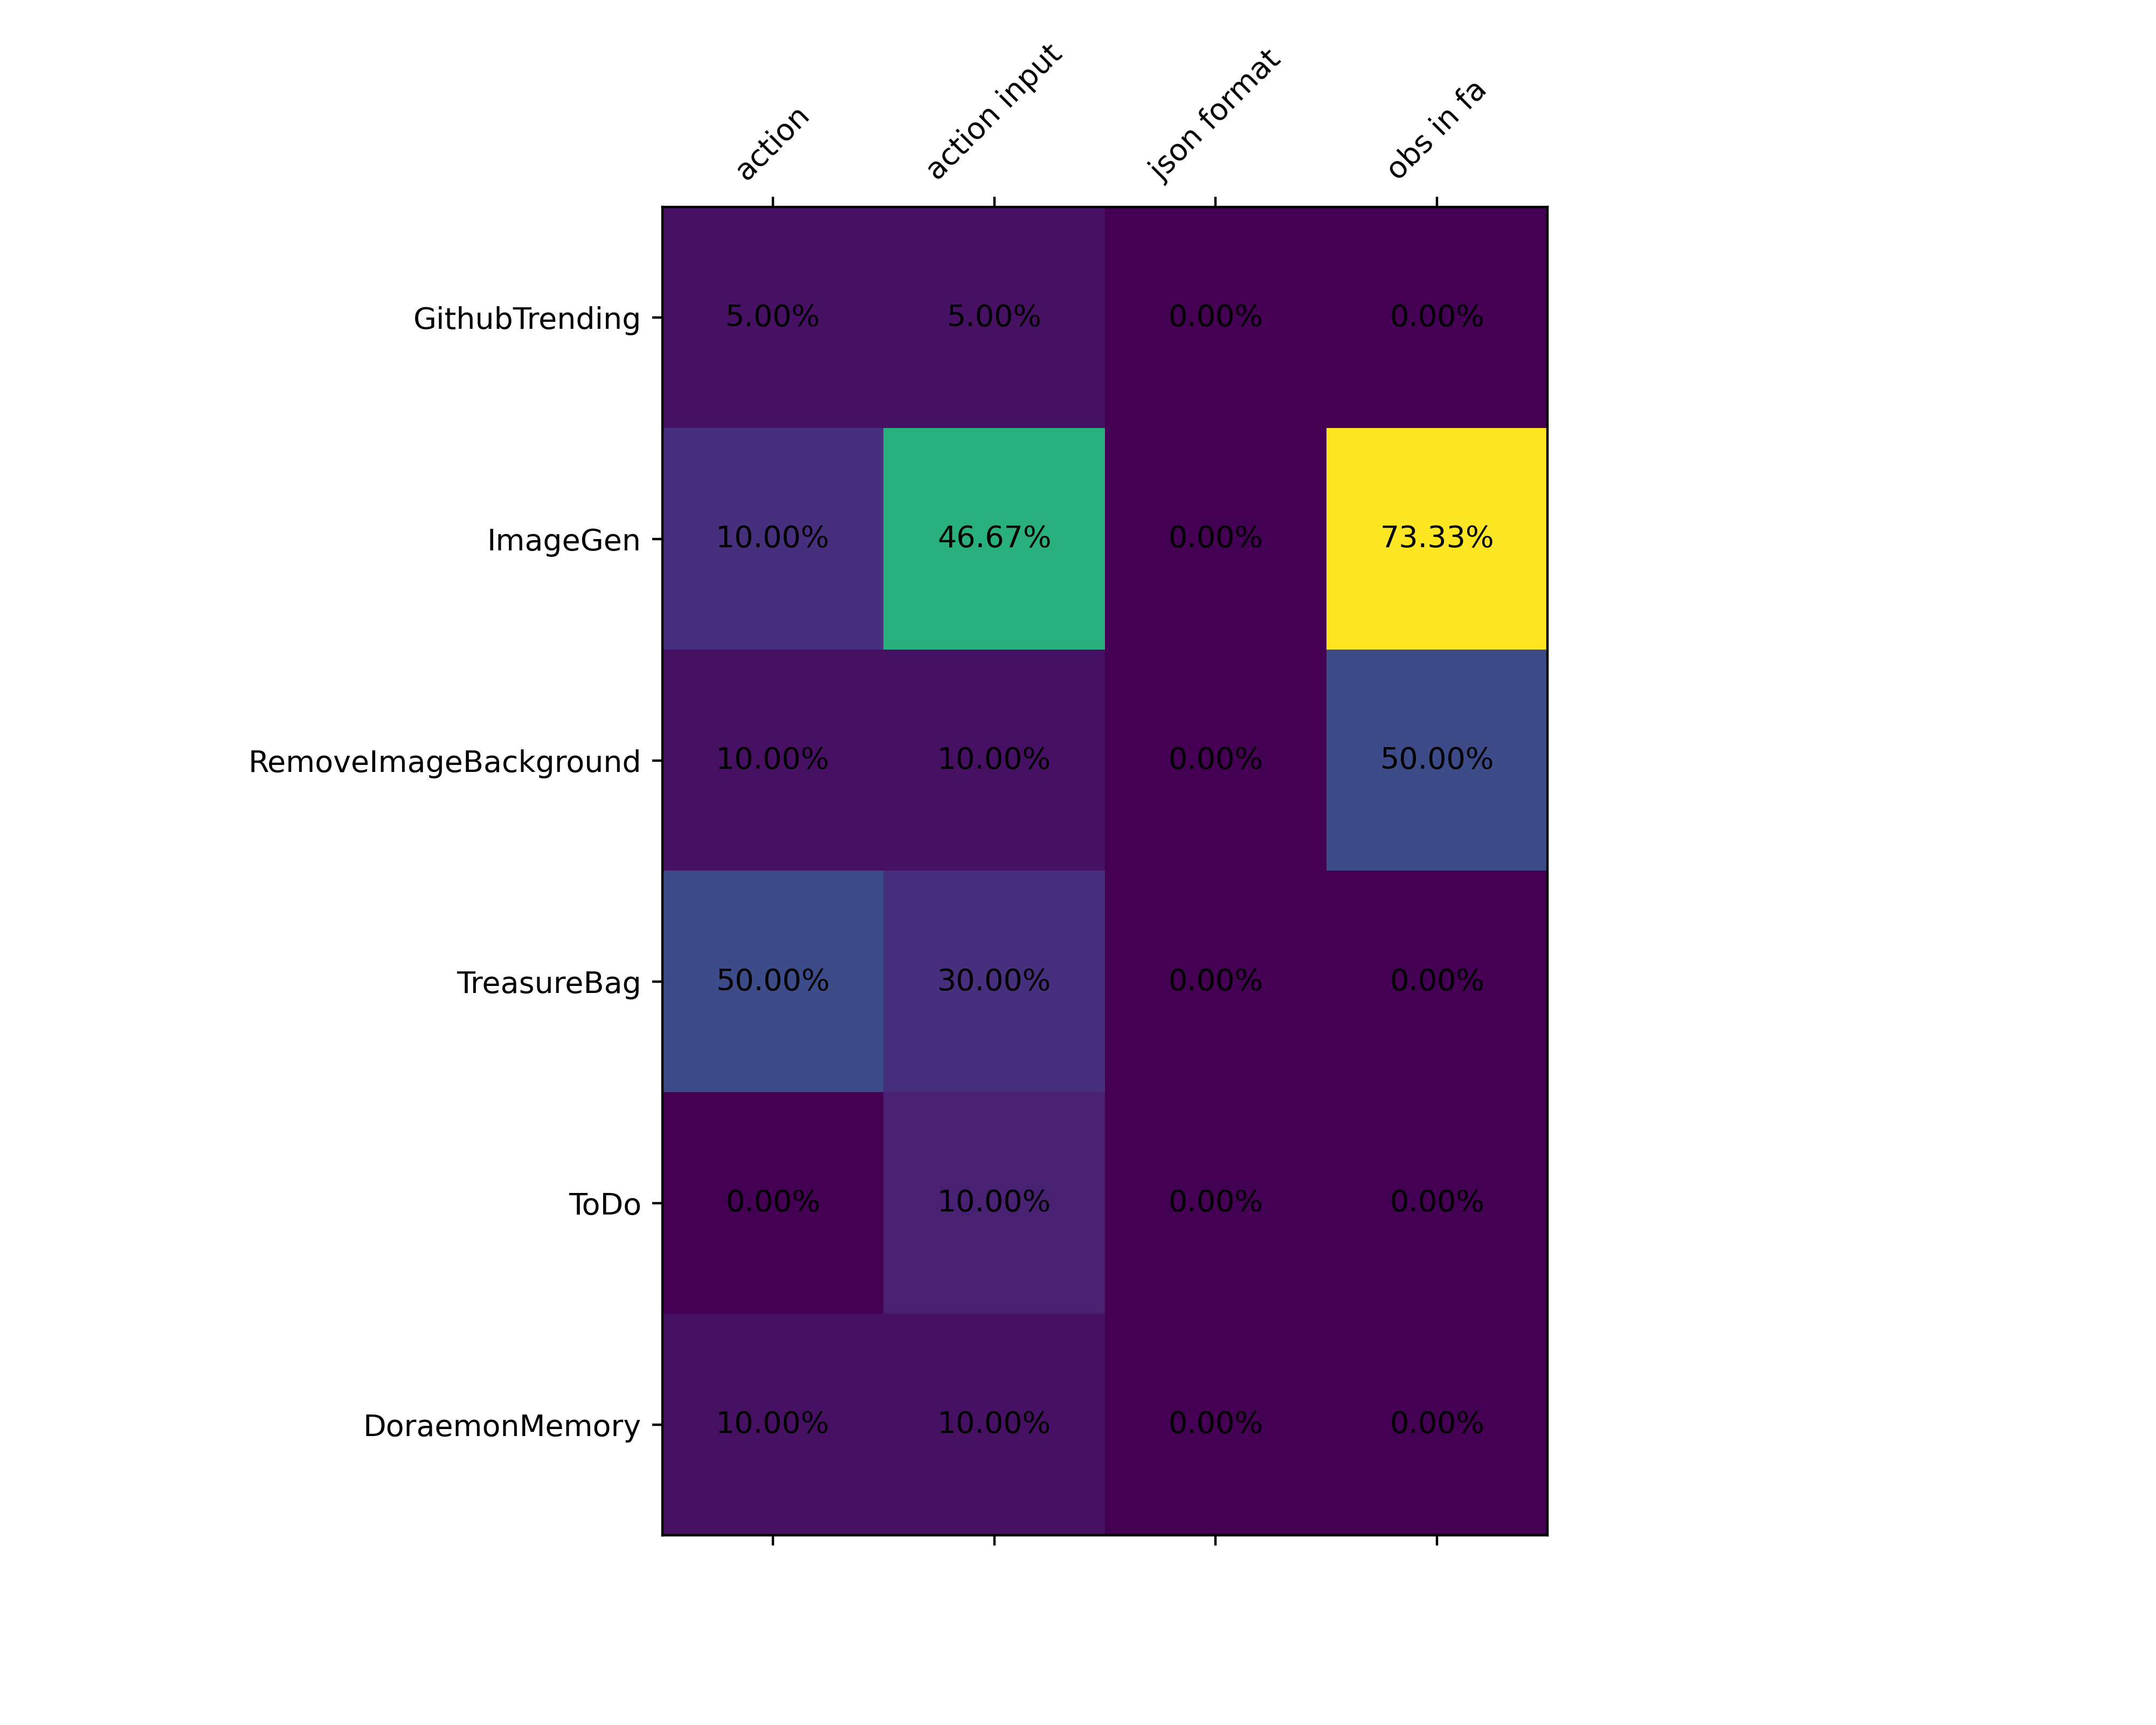 action action input json format obs in fa
GithubTrending 5.00% 5.00% 0.00% 0.00%
ImageGen 10.00% 46.67% 0.00% 73.33%
RemoveImageBackground 10.00% 10.00% 0.00% 50.00%
TreasureBag 50.00% 30.00% 0.00% 0.00%
ToDo 0.00% 10.00% 0.00% 0.00%
DoraemonMemory 10.00% 10.00% 0.00% 0.00%